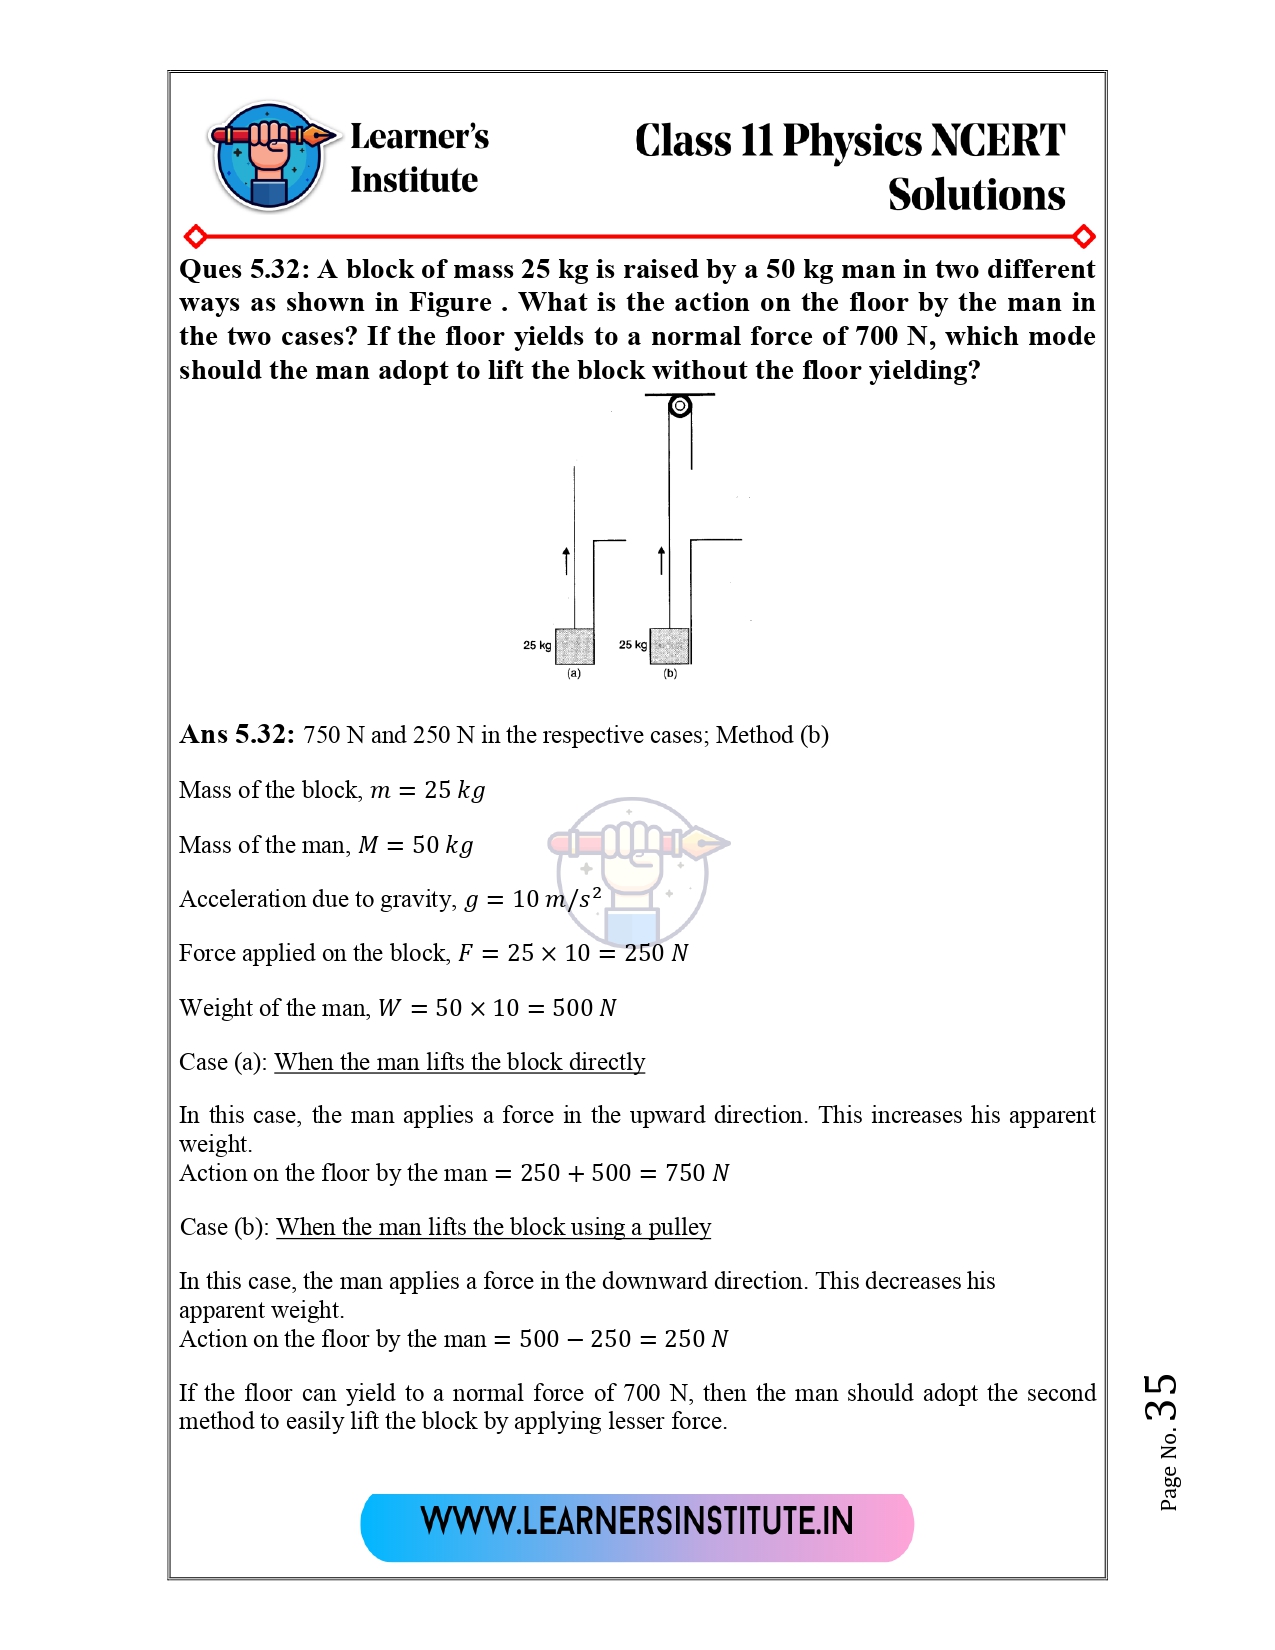 Learner's
Institute
Class 11 Physics NCERT
Solutions
Ques 5.32: A block of mass 25 kg is raised by a 50 kg man in two different
ways as shown in Figure . What is the action on the floor by the man in
the two cases? If the floor yields to a normal force of 700 N, which mode
should the man adopt to lift the block without the floor yielding?
25 kg
25 kg
(a)
(b)
Ans 5.32: 750 N and 250 N in the respective cases; Method (b)
Mass of the block, m = 25 kg
Mass of the man, M = 50 kg
Acceleration due to gravity, g = 10 m/s²
Force applied on the block, F = 25 × 10 = 250 N
Weight of the man, W = 50 × 10 = 500 N
Case (a): When the man lifts the block directly
In this case, the man applies a force in the upward direction. This increases his apparent
weight.
Action on the floor by the man = 250 + 500 = 750 N
Case (b): When the man lifts the block using a pulley
In this case, the man applies a force in the downward direction. This decreases his
apparent weight.
Action on the floor by the man = 500 − 250 = 250 N
If the floor can yield to a normal force of 700 N, then the man should adopt the second
method to easily lift the block by applying lesser force.
Page No. 35
WWW.LEARNERSINSTITUTE.IN